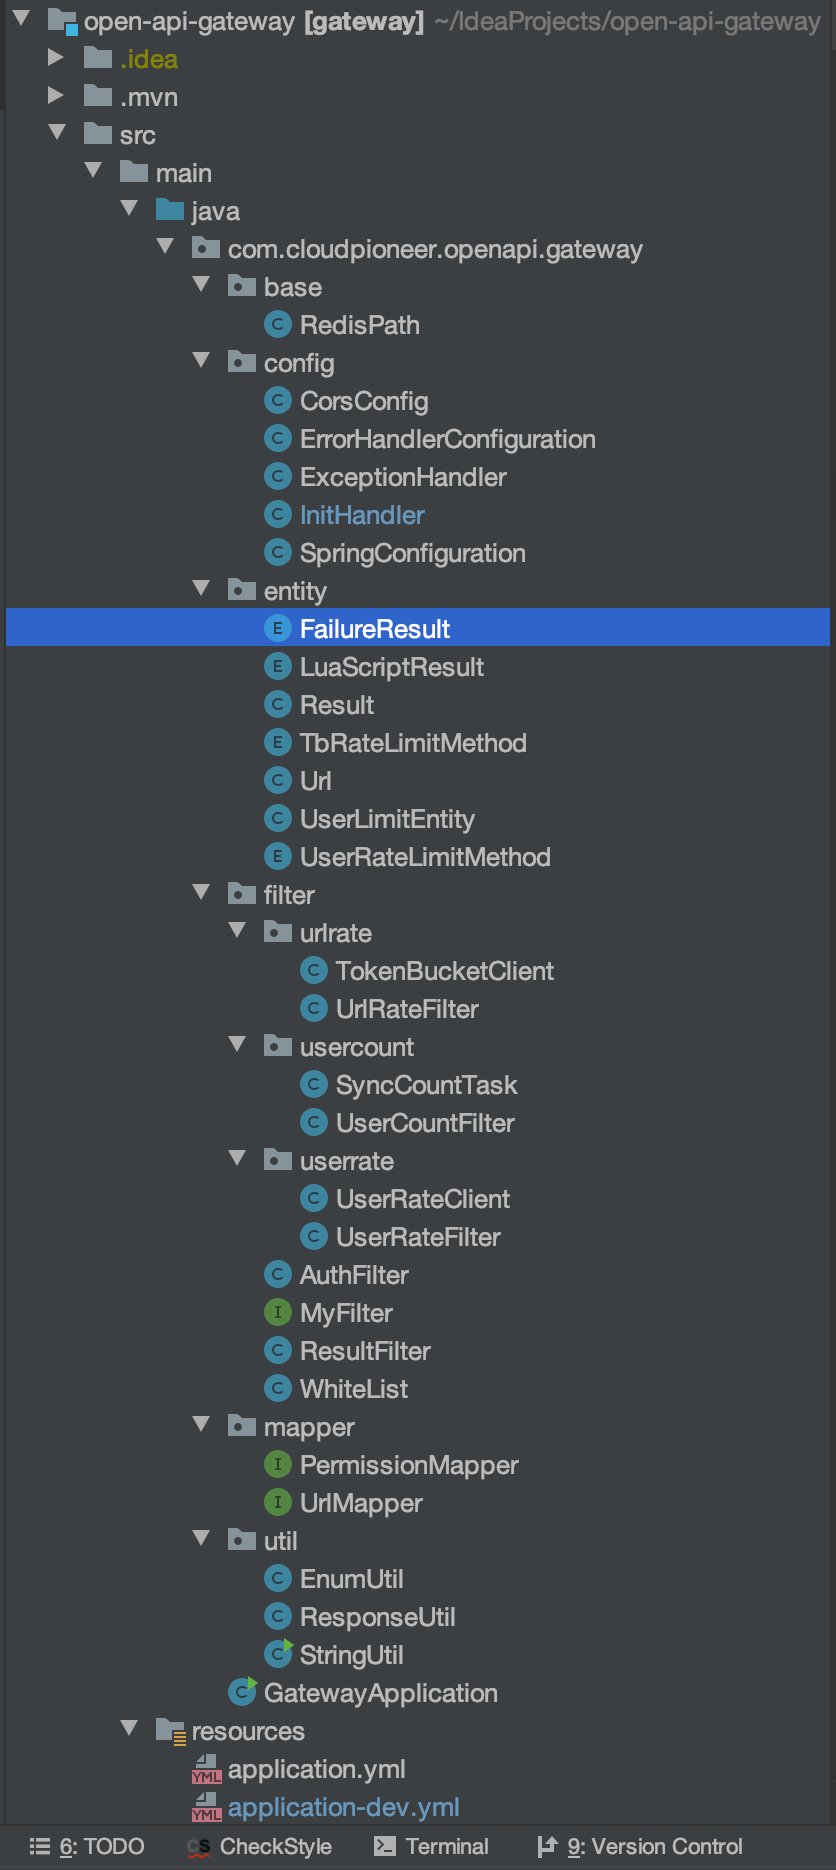 open-api-gateway [gateway] ~/IdeaProjects/open-api-gateway
.idea
.mvn
src
main
java
com.cloudpioneer.openapi.gateway
base
C RedisPath
config
C CorsConfig
C ErrorHandlerConfiguration
C ExceptionHandler
C InitHandler
C SpringConfiguration
entity
E FailureResult
E LuaScriptResult
C Result
E TbRateLimitMethod
C Url
C UserLimitEntity
E UserRateLimitMethod
filter
urlrate
C TokenBucketClient
C UrlRateFilter
usercount
C SyncCountTask
C UserCountFilter
userrate
C UserRateClient
C UserRateFilter
C AuthFilter
I MyFilter
C ResultFilter
C WhiteList
mapper
I PermissionMapper
I UrlMapper
util
C EnumUtil
C ResponseUtil
C StringUtil
C GatewayApplication
resources
YML application.yml
YML application-dev.yml
6: TODO CS CheckStyle Terminal 9: Version Control